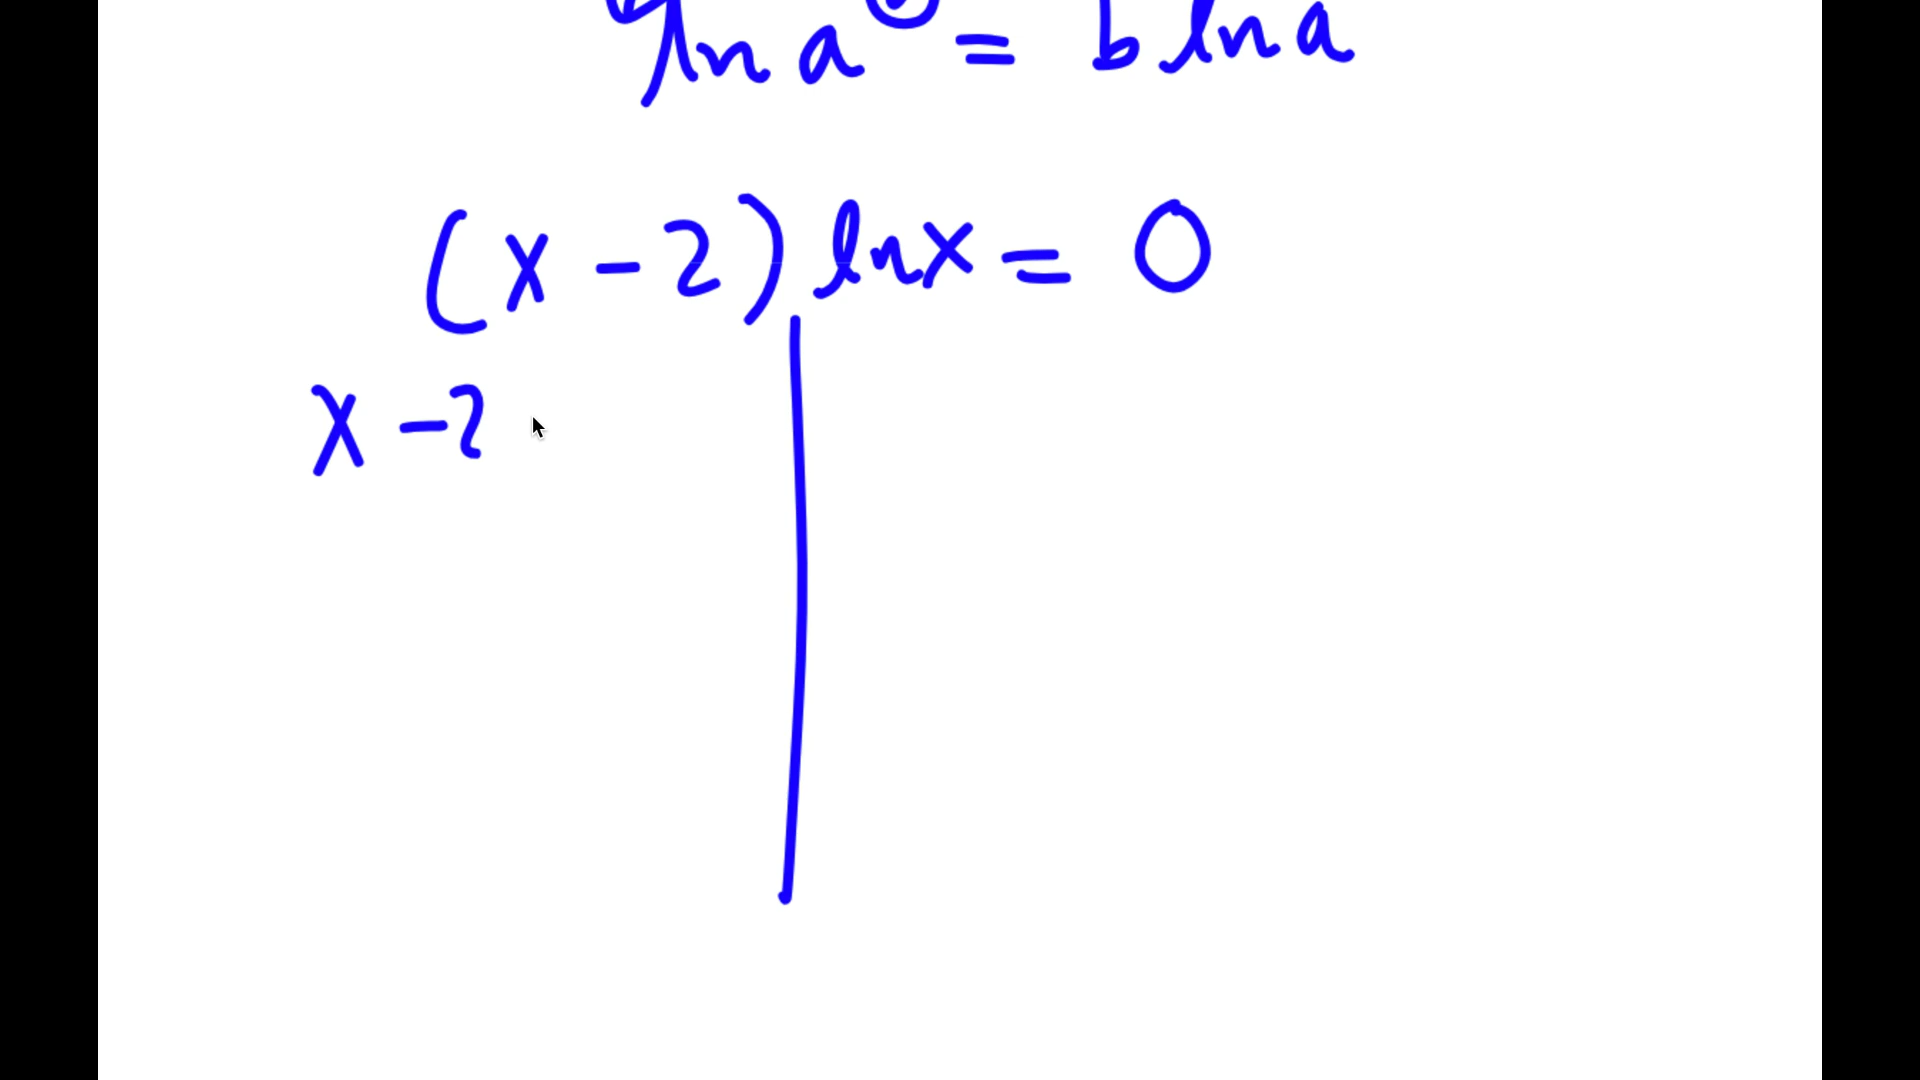 ln a = b ln a
(x - 2) ln x = 0
x - 2